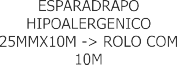 ESPARADRAPO
HIPOALERGENICO
25MMX10M -> ROLO COM
10M